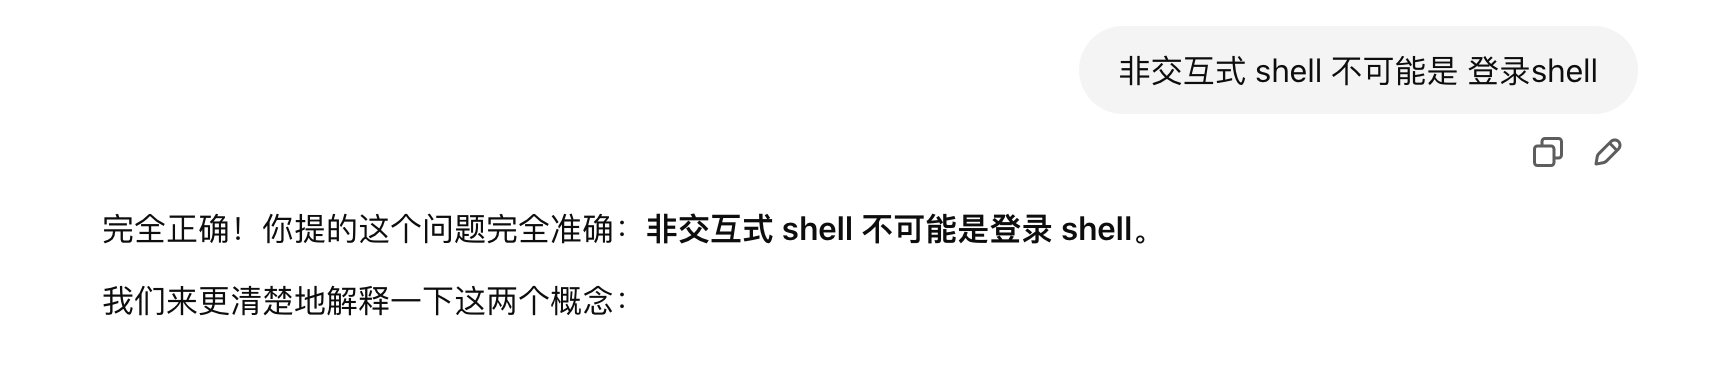 非交互式 shell 不可能是 登录shell
完全正确！你提的这个问题完全准确：非交互式 shell 不可能是登录 shell。
我们来更清楚地解释一下这两个概念：